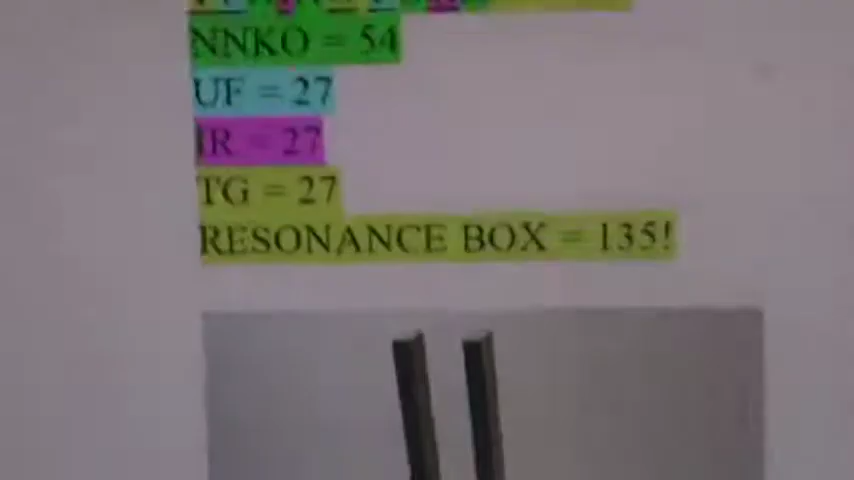 NNKO = 54
UF = 27
IR = 27
TG = 27
RESONANCE BOX = 135!